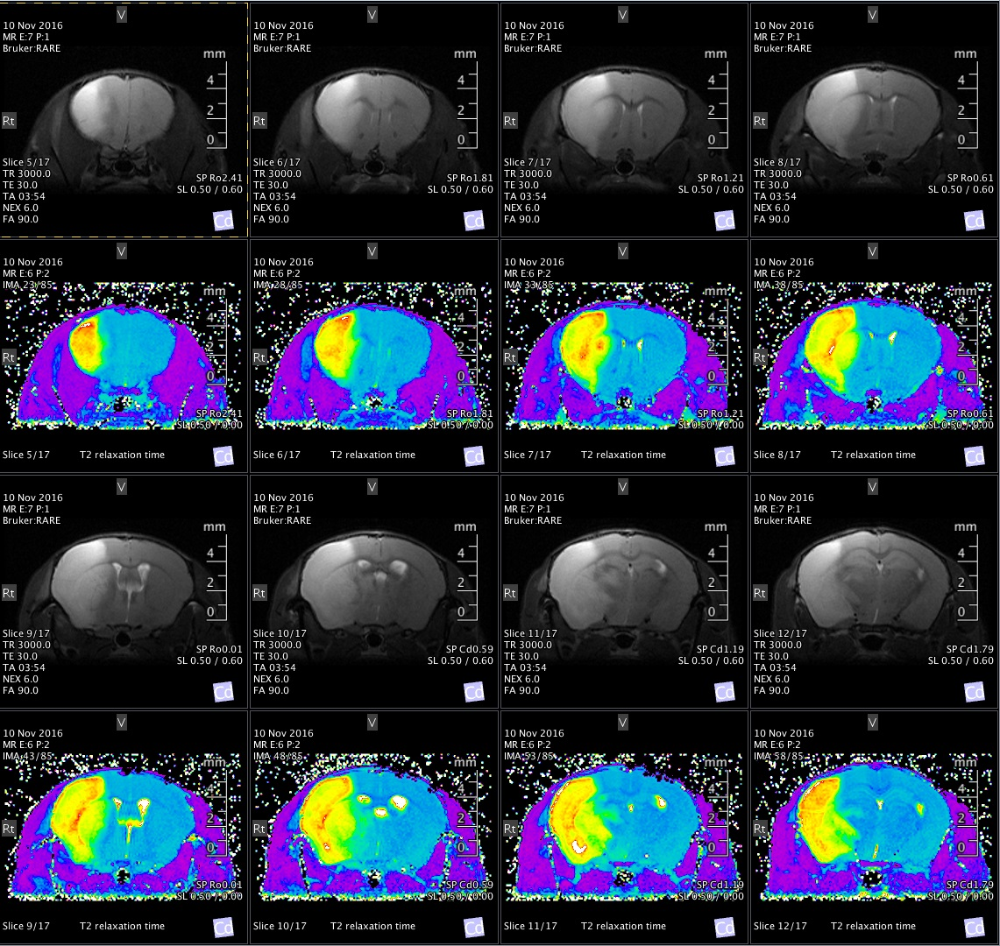 V
10 Nov 2016
MR E:7 P:1
Bruker:RARE
mm
4
2
0
Rt
Slice 5/17
TR 3000.0
TE 30.0
TA 03:54
NEX 6.0
FA 90.0
SP Ro2.41
SL 0.50 / 0.60
Cd
V
10 Nov 2016
MR E:7 P:1
Bruker:RARE
mm
4
2
0
Rt
Slice 6/17
TR 3000.0
TE 30.0
TA 03:54
NEX 6.0
FA 90.0
SP Ro1.81
SL 0.50 / 0.60
Cd
V
10 Nov 2016
MR E:7 P:1
Bruker:RARE
mm
4
2
0
Rt
Slice 7/17
TR 3000.0
TE 30.0
TA 03:54
NEX 6.0
FA 90.0
SP Ro1.21
SL 0.50 / 0.60
Cd
V
10 Nov 2016
MR E:7 P:1
Bruker:RARE
mm
4
2
0
Rt
Slice 8/17
TR 3000.0
TE 30.0
TA 03:54
NEX 6.0
FA 90.0
SP Ro0.61
SL 0.50 / 0.60
Cd
V
10 Nov 2016
MR E:6 P:2
IMA 23/85
mm
4
2
0
Rt
SP Ro2.41
SL 0.50 / 0.00
Slice 5/17 T2 relaxation time
Cd
V
10 Nov 2016
MR E:6 P:2
IMA 28/85
mm
4
2
0
Rt
SP Ro1.81
SL 0.50 / 0.00
Slice 6/17 T2 relaxation time
Cd
V
10 Nov 2016
MR E:6 P:2
IMA 33/85
mm
4
2
0
Rt
SP Ro1.21
SL 0.50 / 0.00
Slice 7/17 T2 relaxation time
Cd
V
10 Nov 2016
MR E:6 P:2
IMA 38/85
mm
4
2
0
Rt
SP Ro0.61
SL 0.50 / 0.00
Slice 8/17 T2 relaxation time
Cd
V
10 Nov 2016
MR E:7 P:1
Bruker:RARE
mm
4
2
0
Rt
Slice 9/17
TR 3000.0
TE 30.0
TA 03:54
NEX 6.0
FA 90.0
SP Ro0.01
SL 0.50 / 0.60
Cd
V
10 Nov 2016
MR E:7 P:1
Bruker:RARE
mm
4
2
0
Rt
Slice 10/17
TR 3000.0
TE 30.0
TA 03:54
NEX 6.0
FA 90.0
SP Cd0.59
SL 0.50 / 0.60
Cd
V
10 Nov 2016
MR E:7 P:1
Bruker:RARE
mm
4
2
0
Rt
Slice 11/17
TR 3000.0
TE 30.0
TA 03:54
NEX 6.0
FA 90.0
SP Cd1.19
SL 0.50 / 0.60
Cd
V
10 Nov 2016
MR E:7 P:1
Bruker:RARE
mm
4
2
0
Rt
Slice 12/17
TR 3000.0
TE 30.0
TA 03:54
NEX 6.0
FA 90.0
SP Cd1.79
SL 0.50 / 0.60
Cd
V
10 Nov 2016
MR E:6 P:2
IMA 43/85
mm
4
2
0
Rt
SP Ro0.01
SL 0.50 / 0.00
Slice 9/17 T2 relaxation time
Cd
V
10 Nov 2016
MR E:6 P:2
IMA 48/85
mm
4
2
0
Rt
SP Cd0.59
SL 0.50 / 0.00
Slice 10/17 T2 relaxation time
Cd
V
10 Nov 2016
MR E:6 P:2
IMA 53/85
mm
4
2
0
Rt
SP Cd1.19
SL 0.50 / 0.00
Slice 11/17 T2 relaxation time
Cd
V
10 Nov 2016
MR E:6 P:2
IMA 58/85
mm
4
2
0
Rt
SP Cd1.79
SL 0.50 / 0.00
Slice 12/17 T2 relaxation time
Cd